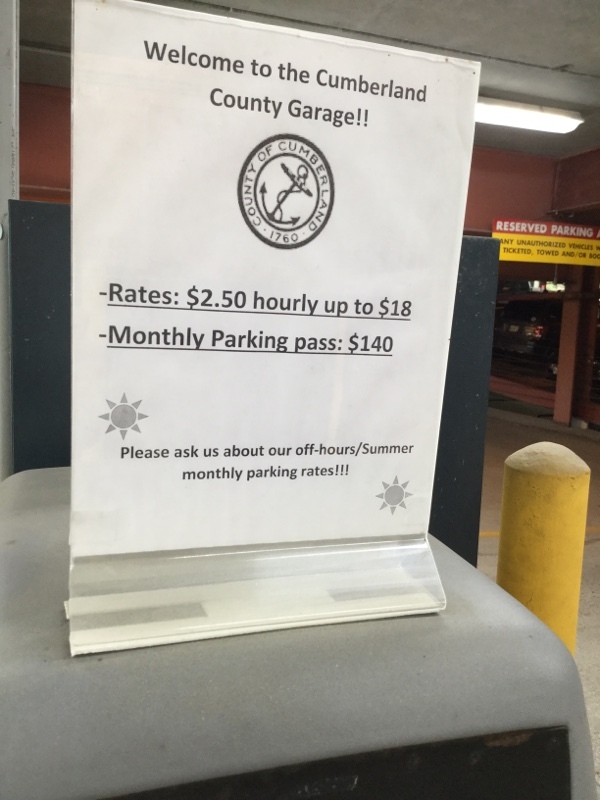 Welcome to the Cumberland
County Garage!!
COUNTY OF CUMBERLAND
1760
-Rates: $2.50 hourly up to $18
-Monthly Parking pass: $140
Please ask us about our off-hours/Summer
monthly parking rates!!!
RESERVED PARKING
ANY UNAUTHORIZED VEHICLES
TICKETED, TOWED AND/OR